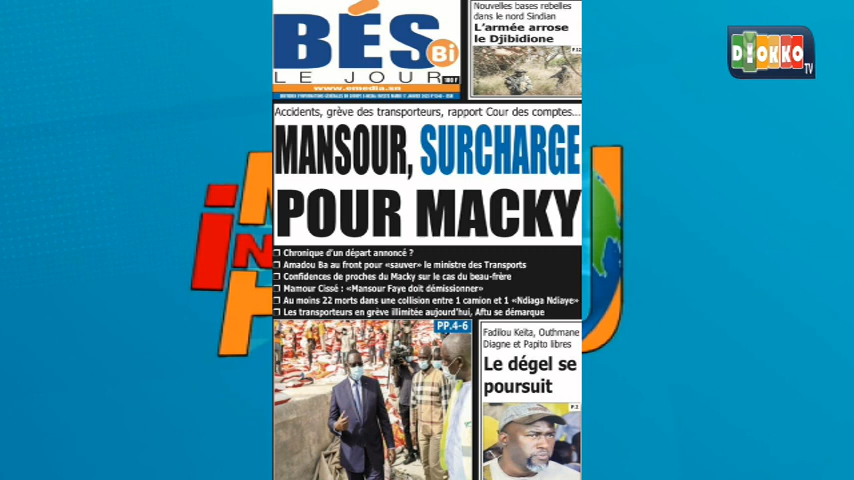 BÉS
Bi
LE JOUR
100 F
www.emedia.sn
Nouvelles bases rebelles
dans le nord Sindian
L'armée arrose
le Djibidione
P.12
DIOKKO
TV
Accidents, grève des transporteurs, rapport Cour des comptes...
MANSOUR, SURCHARGE
POUR MACKY
Chronique d'un départ annoncé ?
Amadou Ba au front pour «sauver» le ministre des Transports
Confidences de proches du Macky sur le cas du beau-frère
Mamour Cissé : «Mansour Faye doit démissionner»
Au moins 22 morts dans une collision entre 1 camion et 1 «Ndiaga Ndiaye»
Les transporteurs en grève illimitée aujourd'hui, Aftu se démarque
PP.4-6
Fadilou Keita, Outhmane
Diagne et Papito libres
Le dégel se
poursuit